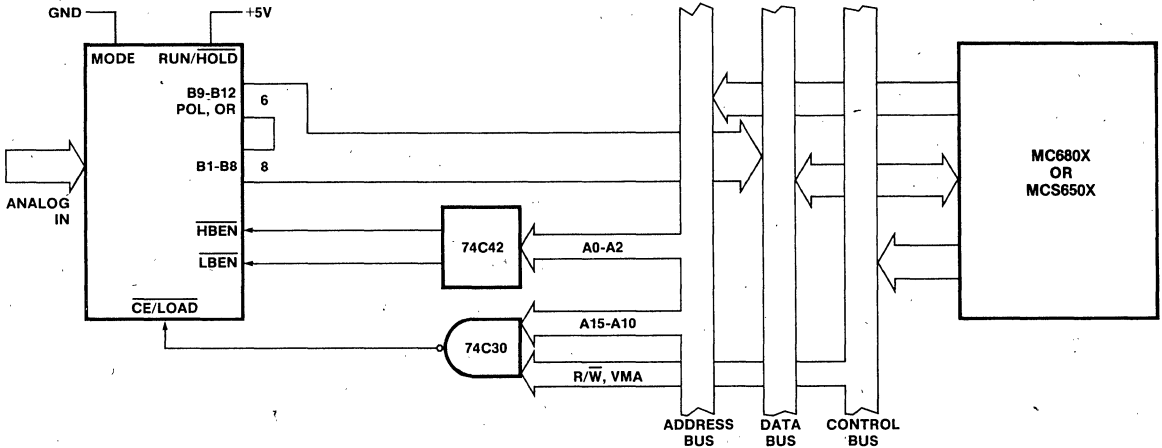 GND
+5V
MODE RUN/HOLD
B9-B12
POL, OR
6
B1-B8 8
ANALOG
IN
HBEN
LBEN
CE/LOAD
74C42
A0-A2
74C30
A15-A10
R/W, VMA
MC680X
OR
MCS650X
ADDRESS
BUS
DATA
BUS
CONTROL
BUS